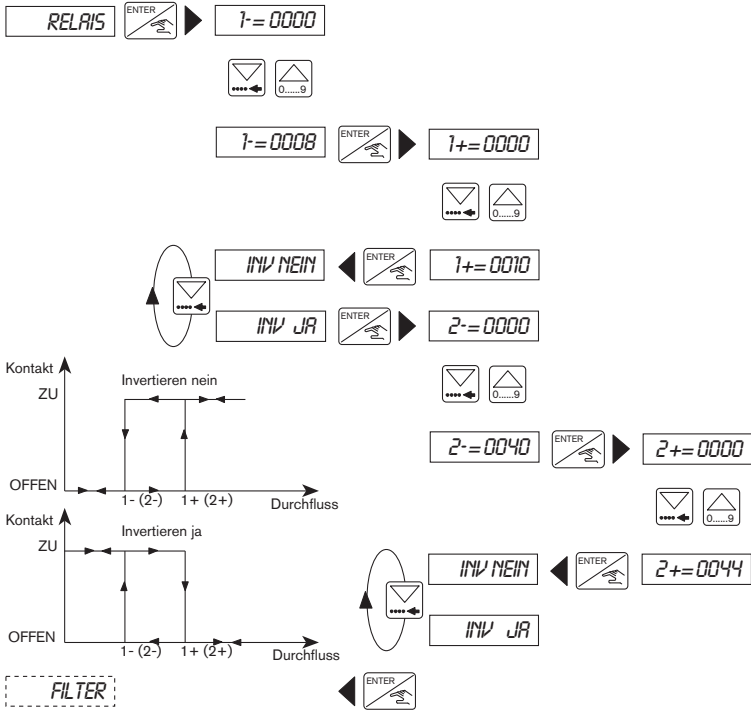 RELAIS ENTER 1-=0000
0......9
1-=0008 ENTER 1+=0000
0......9
INV NEIN ENTER 1+=0010
INV JA ENTER 2-=0000
0......9
2-=0040 ENTER 2+=0000
0......9
INV NEIN ENTER 2+=0044
INV JA
Kontakt
ZU
Invertieren nein
OFFEN
1- (2-) 1+ (2+)
Durchfluss
Kontakt
ZU
Invertieren ja
OFFEN
1- (2-) 1+ (2+)
Durchfluss
FILTER ENTER